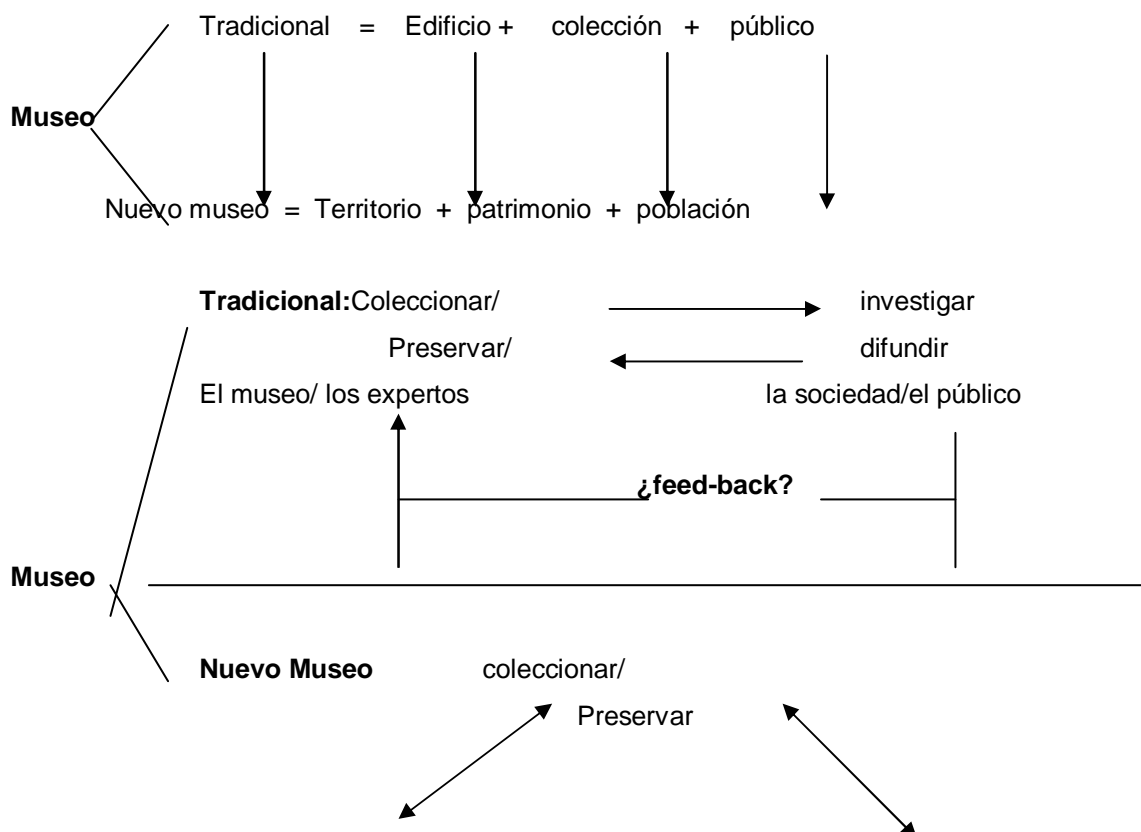 Tradicional = Edificio + colección + público
Museo
Nuevo museo = Territorio + patrimonio + población
Tradicional:Coleccionar/ investigar
Preservar/ difundir
El museo/ los expertos la sociedad/el público
¿feed-back?
Museo
Nuevo Museo coleccionar/
Preservar